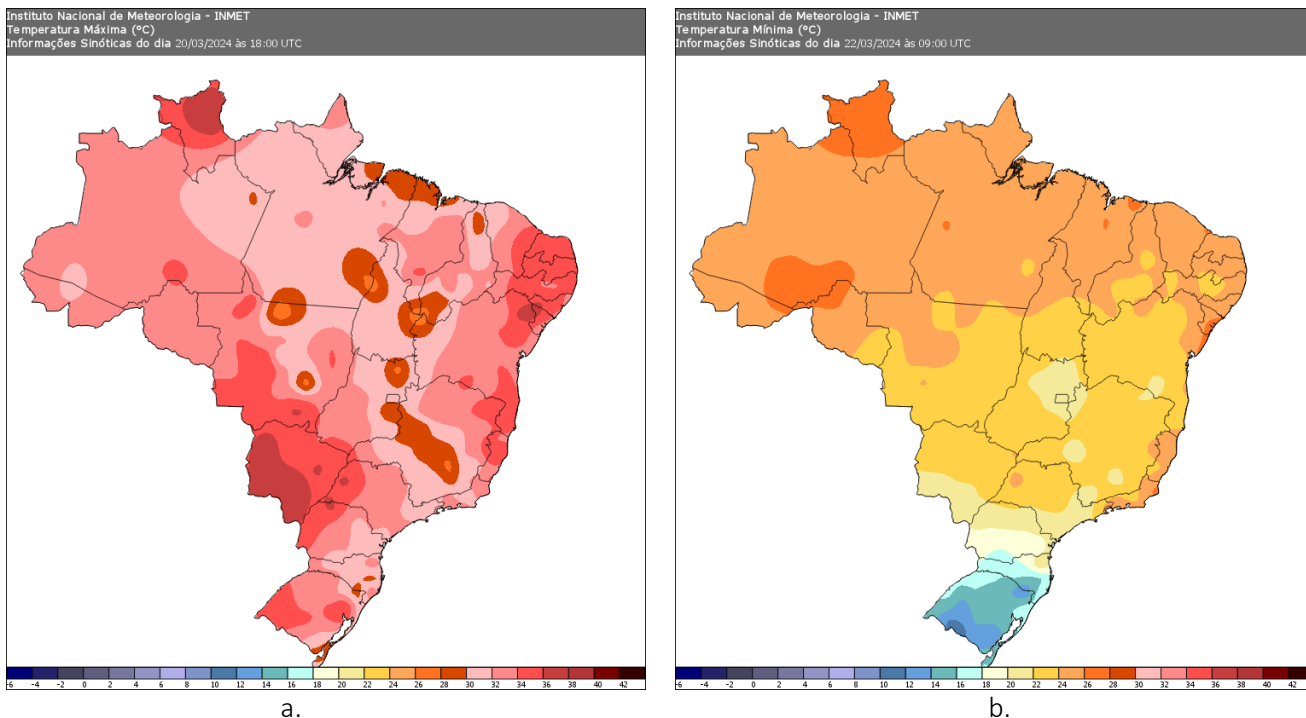 Instituto Nacional de Meteorologia - INMET
Temperatura Máxima (°C)
Informações Sinóticas do dia 20/03/2024 às 18:00 UTC
-6 -4 -2 0 2 4 6 8 10 12 14 16 18 20 22 24 26 28 30 32 34 36 38 40 42
a.
Instituto Nacional de Meteorologia - INMET
Temperatura Mínima (°C)
Informações Sinóticas do dia 22/03/2024 às 09:00 UTC
-6 -4 -2 0 2 4 6 8 10 12 14 16 18 20 22 24 26 28 30 32 34 36 38 40 42
b.